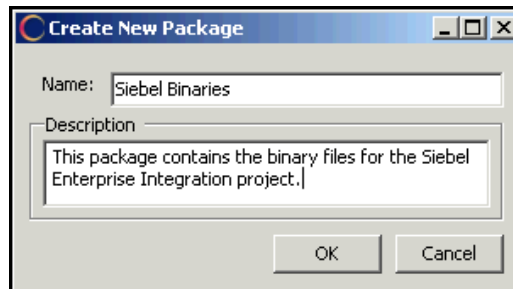 Create New Package
Name: Siebel Binaries
Description
This package contains the binary files for the Siebel
Enterprise Integration project.
OK Cancel